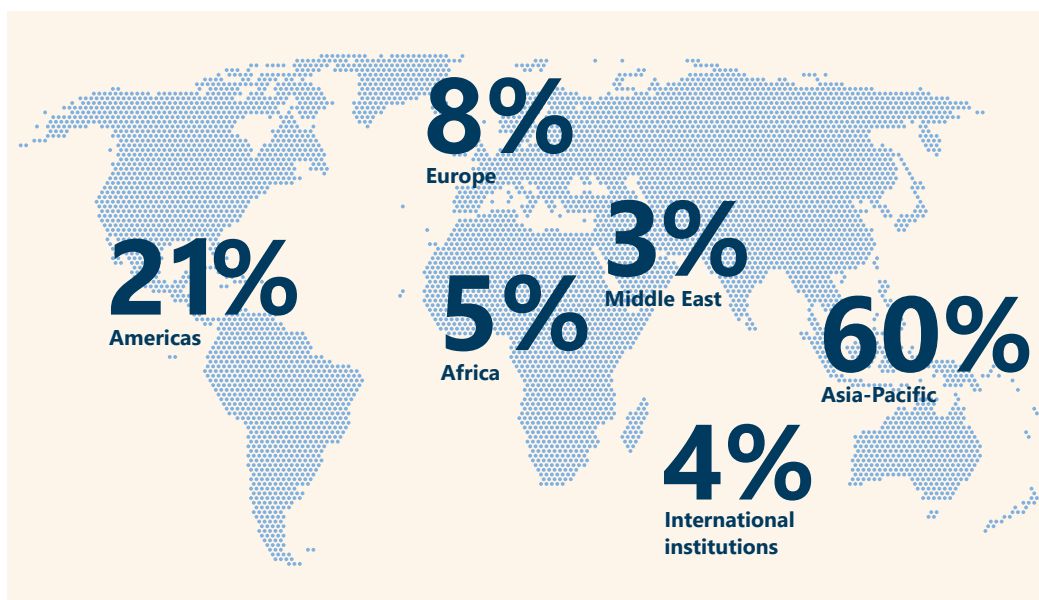 8%
Europe
3%
Middle East
21%
Americas
5%
Africa
60%
Asia-Pacific
4%
International
institutions